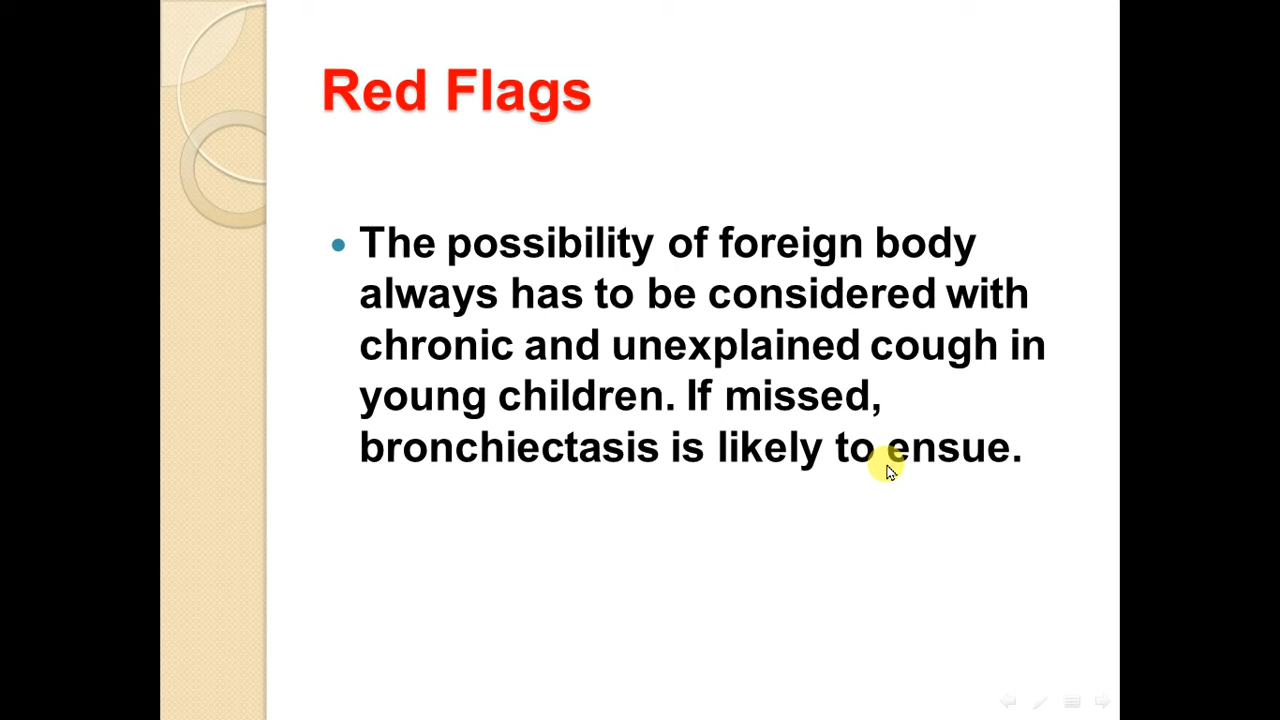 Red Flags
• The possibility of foreign body
always has to be considered with
chronic and unexplained cough in
young children. If missed,
bronchiectasis is likely to ensue.